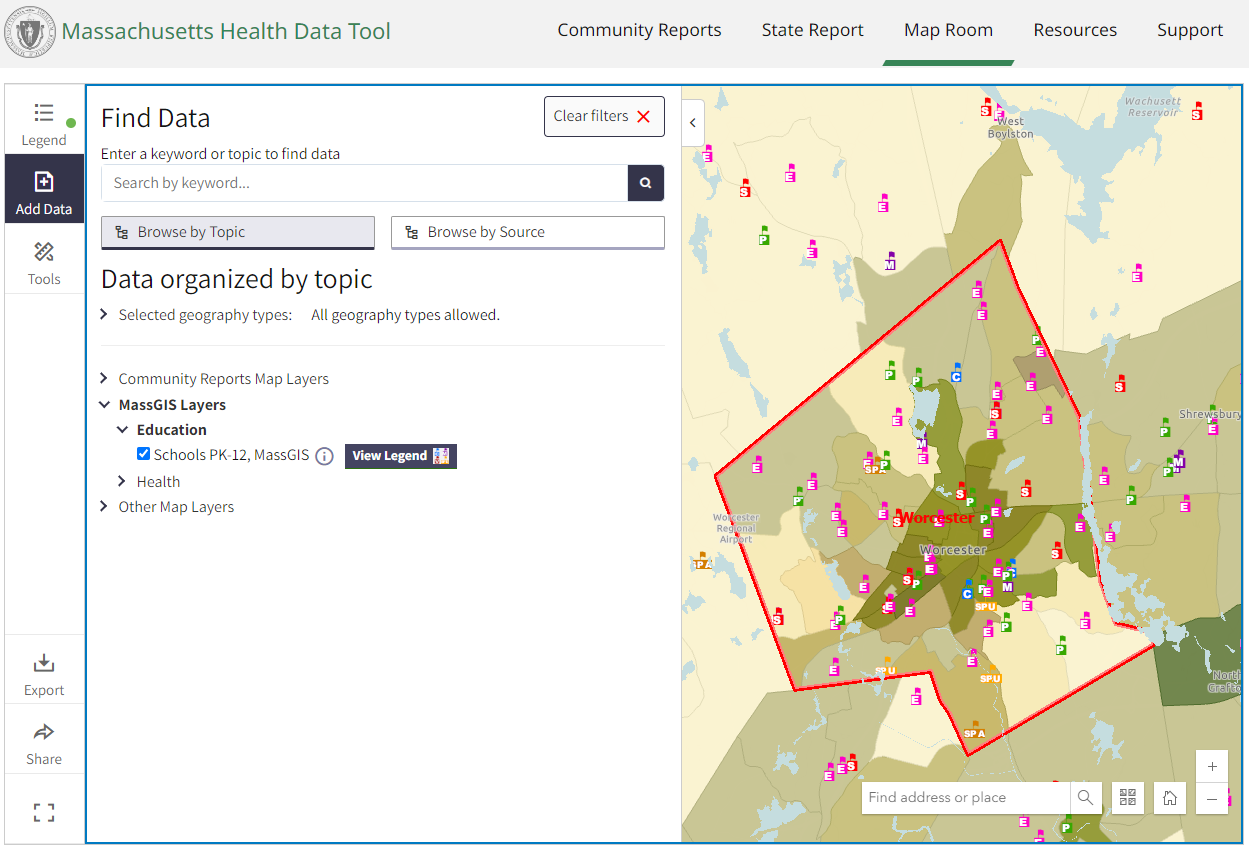 Massachusetts Health Data Tool
Community Reports
State Report
Map Room
Resources
Support
Legend
Add Data
Tools
Export
Share
Find Data
Clear filters
Enter a keyword or topic to find data
Search by keyword...
Browse by Topic
Browse by Source
Data organized by topic
Selected geography types: All geography types allowed.
Community Reports Map Layers
MassGIS Layers
Education
Schools PK-12, MassGIS
View Legend
Health
Other Map Layers
Wachusett
Reservoir
West
Boylston
Shrewsbury
Worcester
Regional
Airport
Worcester
Worcester
North
Grafto
Find address or place